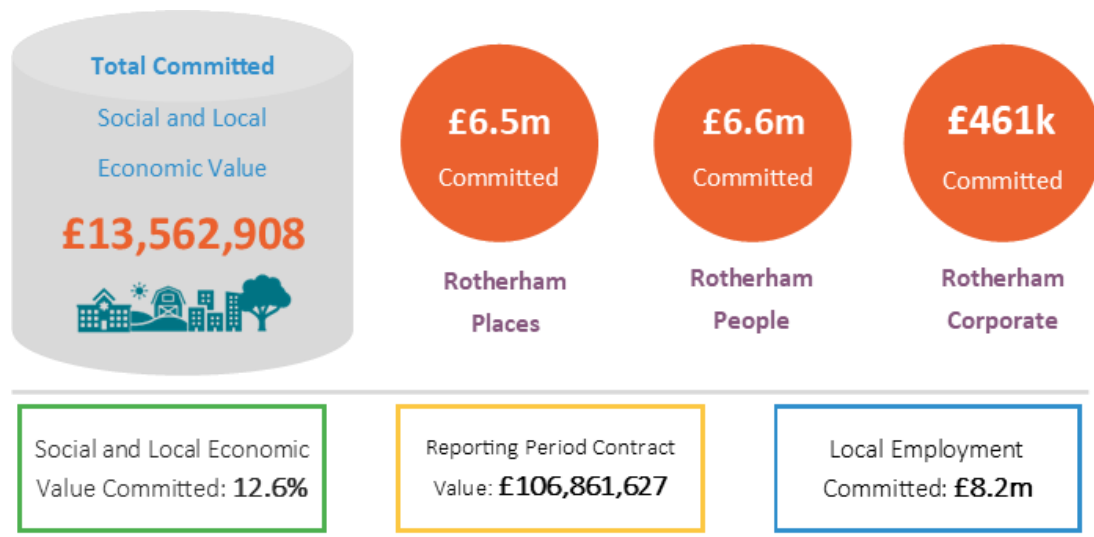 Total Committed
Social and Local
Economic Value
£13,562,908
£6.5m
Committed
Rotherham
Places
£6.6m
Committed
Rotherham
People
£461k
Committed
Rotherham
Corporate
Social and Local Economic
Value Committed: 12.6%
Reporting Period Contract
Value: £106,861,627
Local Employment
Committed: £8.2m